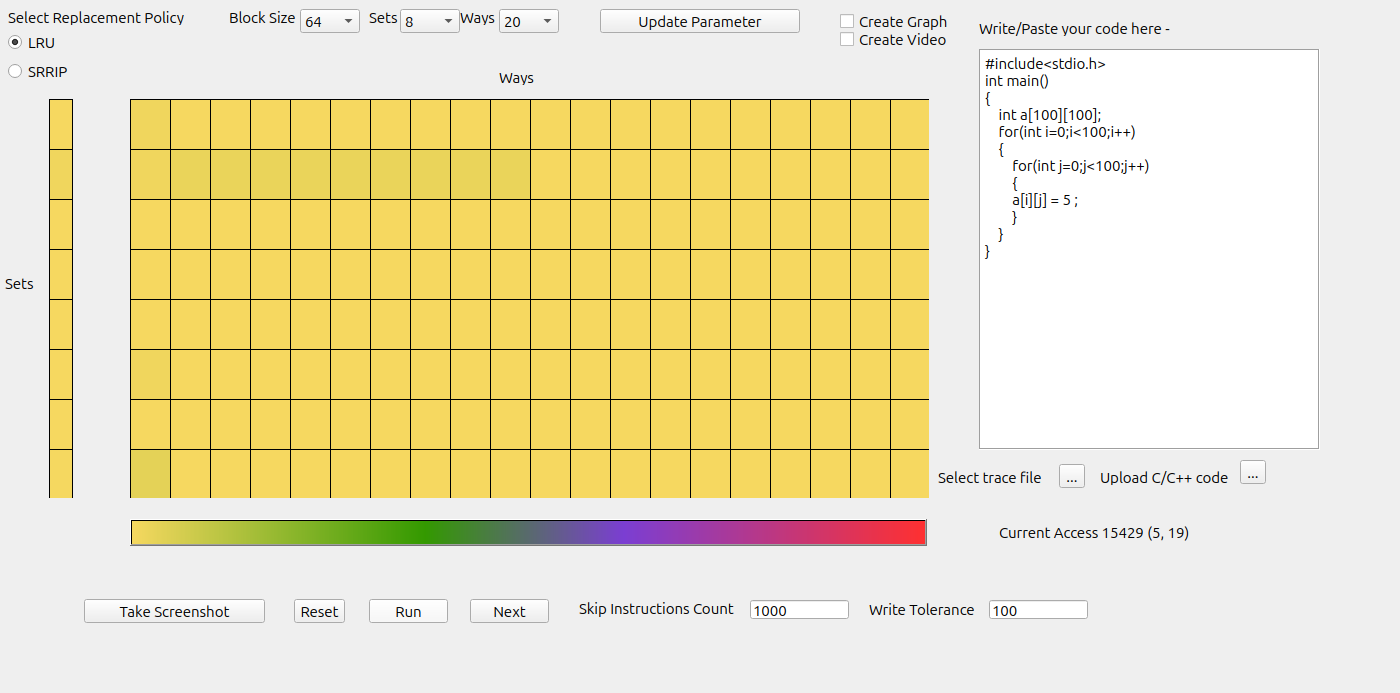 Select Replacement Policy
Block Size 64 Sets 8 Ways 20
Update Parameter
Create Graph
Create Video
LRU
SRRIP
Ways
Sets
Write/Paste your code here -
#include<stdio.h>
int main()
{
int a[100][100];
for(int i=0;i<100;i++)
{
for(int j=0;j<100;j++)
{
a[i][j] = 5 ;
}
}
}
Select trace file ... Upload C/C++ code ...
Current Access 15429 (5, 19)
Take Screenshot Reset Run Next Skip Instructions Count 1000 Write Tolerance 100